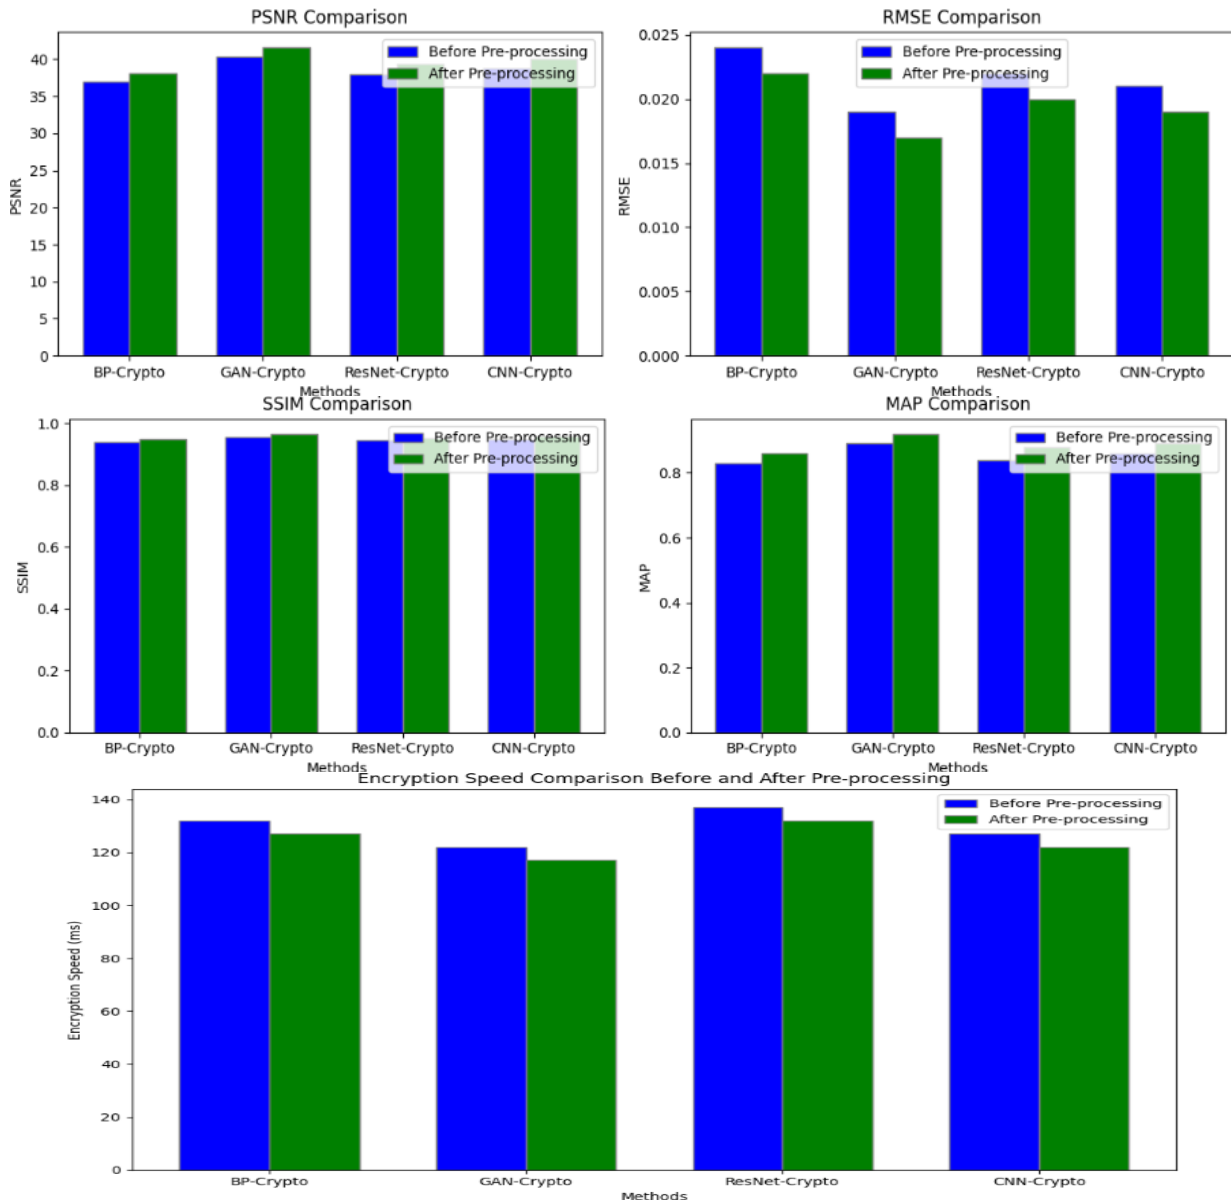 PSNR Comparison
40
35
30
25
20
15
10
5
0
PSNR
Before Pre-processing
After Pre-processing
BP-Crypto GAN-Crypto ResNet-Crypto CNN-Crypto
Methods
RMSE Comparison
0.025
0.020
0.015
0.010
0.005
0.000
RMSE
Before Pre-processing
After Pre-processing
BP-Crypto GAN-Crypto ResNet-Crypto CNN-Crypto
Methods
SSIM Comparison
1.0
0.8
0.6
0.4
0.2
0.0
SSIM
Before Pre-processing
After Pre-processing
BP-Crypto GAN-Crypto ResNet-Crypto CNN-Crypto
Methods
MAP Comparison
0.8
0.6
0.4
0.2
0.0
MAP
Before Pre-processing
After Pre-processing
BP-Crypto GAN-Crypto ResNet-Crypto CNN-Crypto
Methods
Encryption Speed Comparison Before and After Pre-processing
140
120
100
80
60
40
20
0
Encryption Speed (ms)
Before Pre-processing
After Pre-processing
BP-Crypto GAN-Crypto ResNet-Crypto CNN-Crypto
Methods